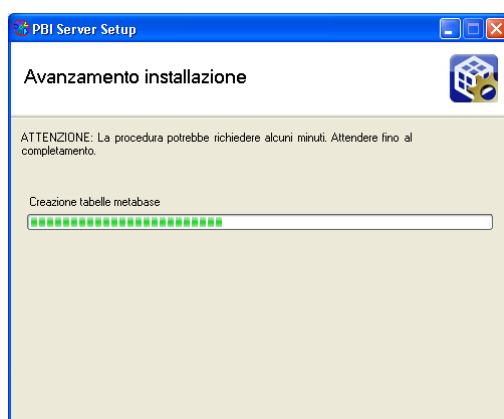 PBI Server Setup
Avanzamento installazione
ATTENZIONE: La procedura potrebbe richiedere alcuni minuti. Attendere fino al
completamento.
Creazione tabelle metabase